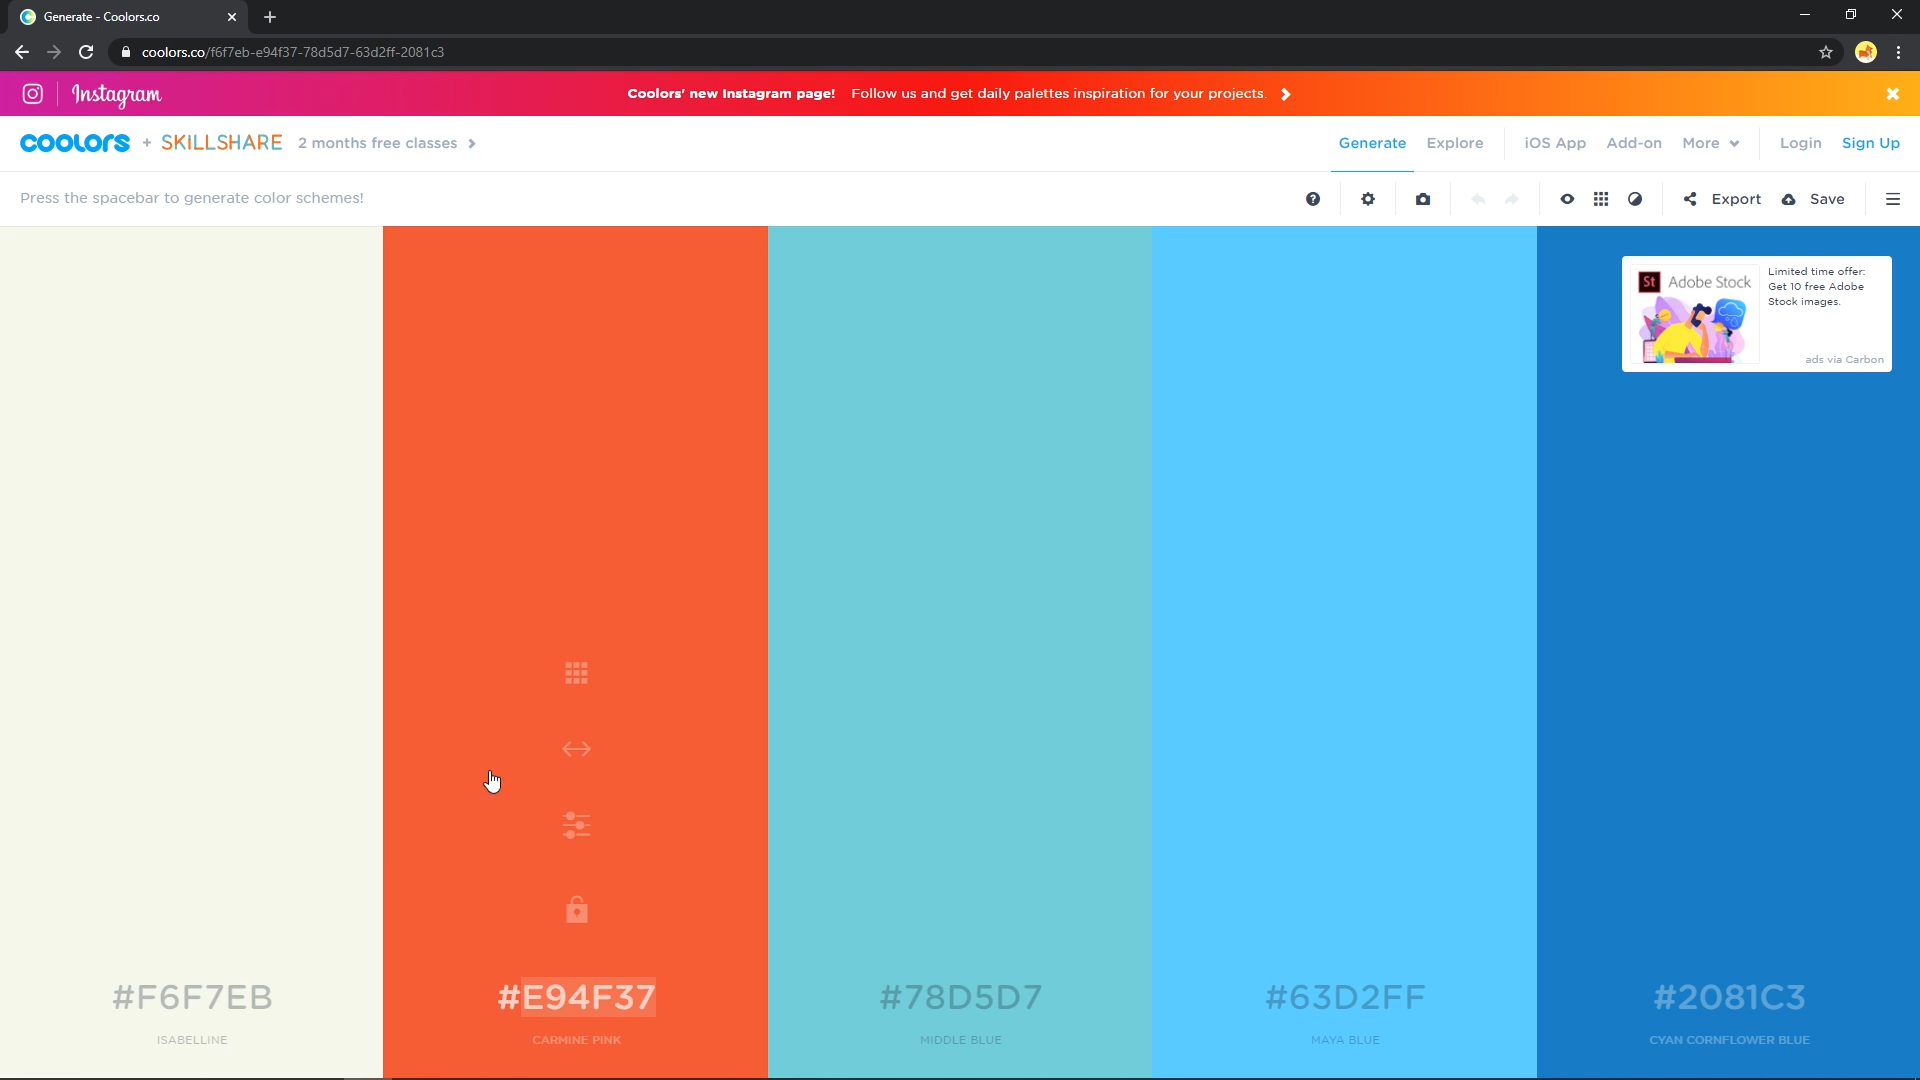 Generate - Coolors.co
coolors.co/f6f7eb-e94f37-78d5d7-63d2ff-2081c3
Instagram
Coolors' new Instagram page! Follow us and get daily palettes inspiration for your projects.
coolors + SKILLSHARE 2 months free classes
Generate Explore iOS App Add-on More Login Sign Up
Press the spacebar to generate color schemes!
Export Save
St Adobe Stock
Limited time offer:
Get 10 free Adobe
Stock images.
ads via Carbon
#F6F7EB #E94F37 #78D5D7 #63D2FF #2081C3
ISABELLINE CARMINE PINK MIDDLE BLUE MAYA BLUE CYAN CORNFLOWER BLUE